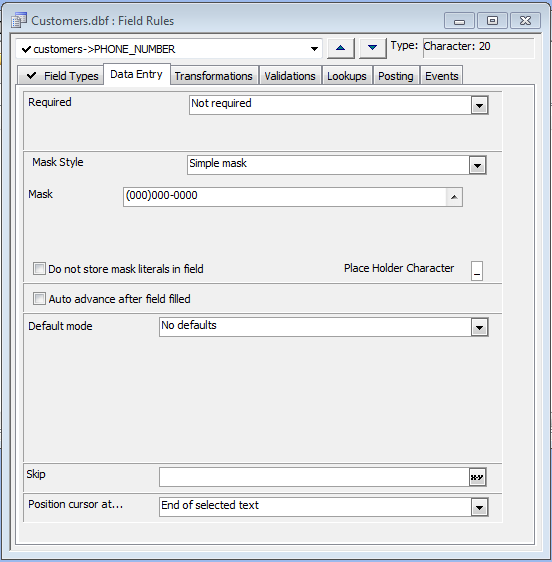 Customers.dbf : Field Rules
customers->PHONE_NUMBER Type: Character: 20
Field Types Data Entry Transformations Validations Lookups Posting Events
Required Not required
Mask Style Simple mask
Mask (000)000-0000
Do not store mask literals in field Place Holder Character _
Auto advance after field filled
Default mode No defaults
Skip x=y
Position cursor at... End of selected text